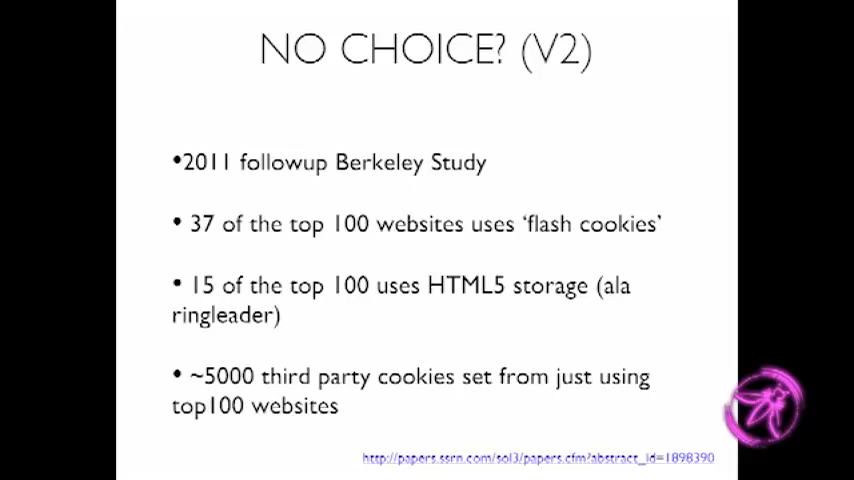 NO CHOICE? (V2)
•2011 followup Berkeley Study
• 37 of the top 100 websites uses ‘flash cookies’
• 15 of the top 100 uses HTML5 storage (ala
ringleader)
• ~5000 third party cookies set from just using
top100 websites
http://papers.ssrn.com/sol3/papers.cfm?abstract_id=1898390